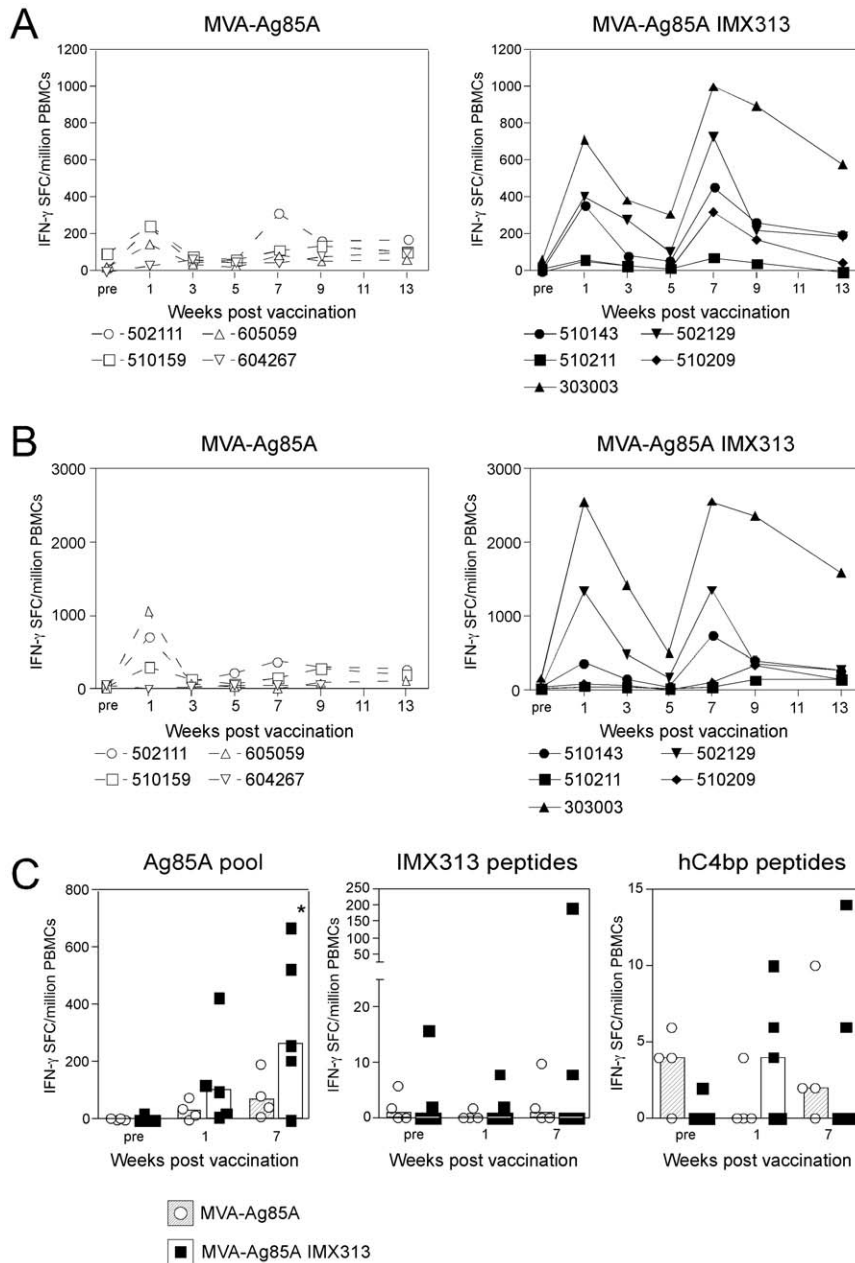 A
MVA-Ag85A
MVA-Ag85A IMX313
IFN-γ SFC/million PBMCs
1200
1000
800
600
400
200
0
pre 1 3 5 7 9 11 13
Weeks post vaccination
502111 605059
510159 604267
IFN-γ SFC/million PBMCs
1200
1000
800
600
400
200
0
pre 1 3 5 7 9 11 13
Weeks post vaccination
510143 502129
510211 510209
303003
B
MVA-Ag85A
MVA-Ag85A IMX313
IFN-γ SFC/million PBMCs
3000
2000
1000
0
pre 1 3 5 7 9 11 13
Weeks post vaccination
502111 605059
510159 604267
IFN-γ SFC/million PBMCs
3000
2000
1000
0
pre 1 3 5 7 9 11 13
Weeks post vaccination
510143 502129
510211 510209
303003
C
Ag85A pool
IFN-γ SFC/million PBMCs
800
600
400
200
0
*
pre 1 7
Weeks post vaccination
IMX313 peptides
IFN-γ SFC/million PBMCs
250
200
150
100
50
20
10
0
pre 1 7
Weeks post vaccination
hC4bp peptides
IFN-γ SFC/million PBMCs
15
10
5
0
pre 1 7
Weeks post vaccination
MVA-Ag85A
MVA-Ag85A IMX313